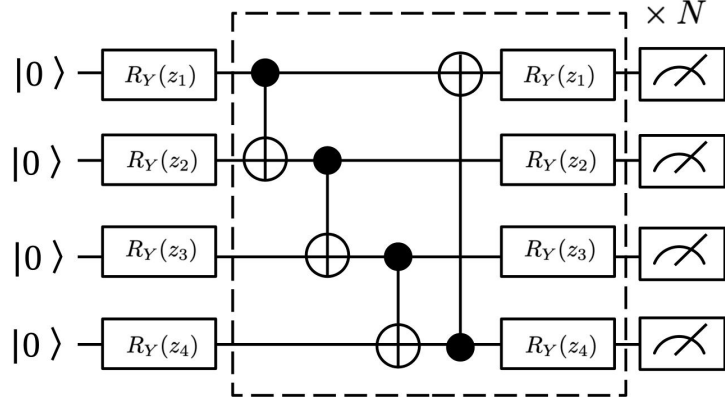 × N
|0⟩ R_Y(z_1) R_Y(z_1)
|0⟩ R_Y(z_2) R_Y(z_2)
|0⟩ R_Y(z_3) R_Y(z_3)
|0⟩ R_Y(z_4) R_Y(z_4)